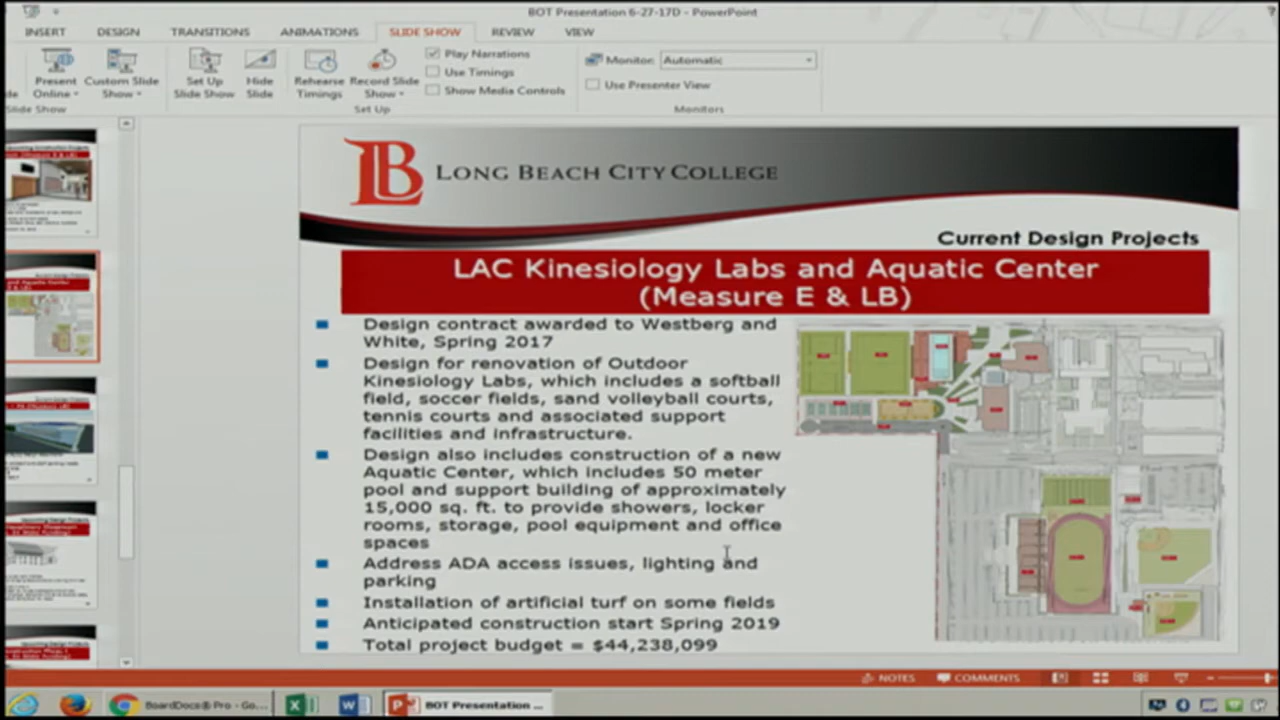 BOT Presentation 6-27-17D - PowerPoint
?
INSERT DESIGN TRANSITIONS ANIMATIONS SLIDE SHOW REVIEW VIEW
Present Online
Custom Slide Show
Set Up Slide Show
Hide Slide
Rehearse Timings
Record Slide Show
Play Narrations
Use Timings
Show Media Controls
Monitor: Automatic
Use Presenter View
Slide Show
Set Up
Monitors
LB LONG BEACH CITY COLLEGE
Current Design Projects
LAC Kinesiology Labs and Aquatic Center
(Measure E & LB)
Design contract awarded to Westberg and
White, Spring 2017
Design for renovation of Outdoor
Kinesiology Labs, which includes a softball
field, soccer fields, sand volleyball courts,
tennis courts and associated support
facilities and infrastructure.
Design also includes construction of a new
Aquatic Center, which includes 50 meter
pool and support building of approximately
15,000 sq. ft. to provide showers, locker
rooms, storage, pool equipment and office
spaces
Address ADA access issues, lighting and
parking
Installation of artificial turf on some fields
Anticipated construction start Spring 2019
Total project budget = $44,238,099
NOTES COMMENTS
BoardDocs® Pro - Go...
BOT Presentation ...